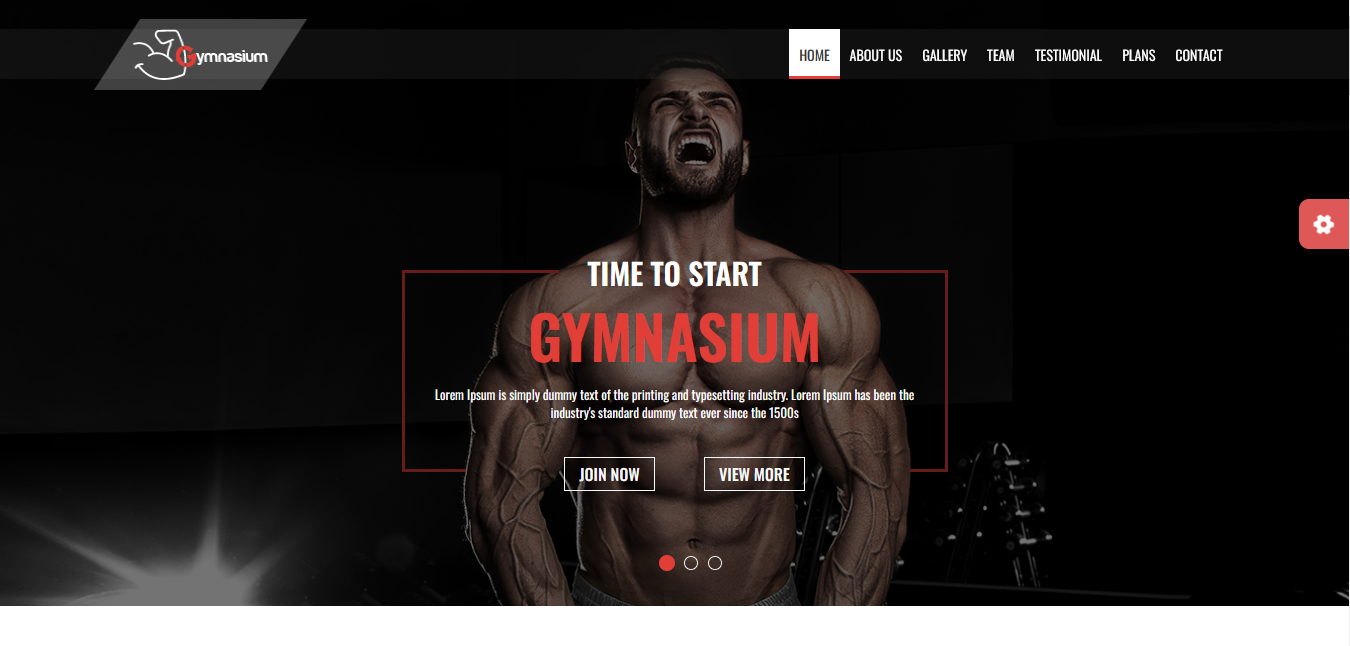 Gymnasium
HOME ABOUT US GALLERY TEAM TESTIMONIAL PLANS CONTACT
TIME TO START
GYMNASIUM
Lorem Ipsum is simply dummy text of the printing and typesetting industry. Lorem Ipsum has been the
industry's standard dummy text ever since the 1500s
JOIN NOW VIEW MORE